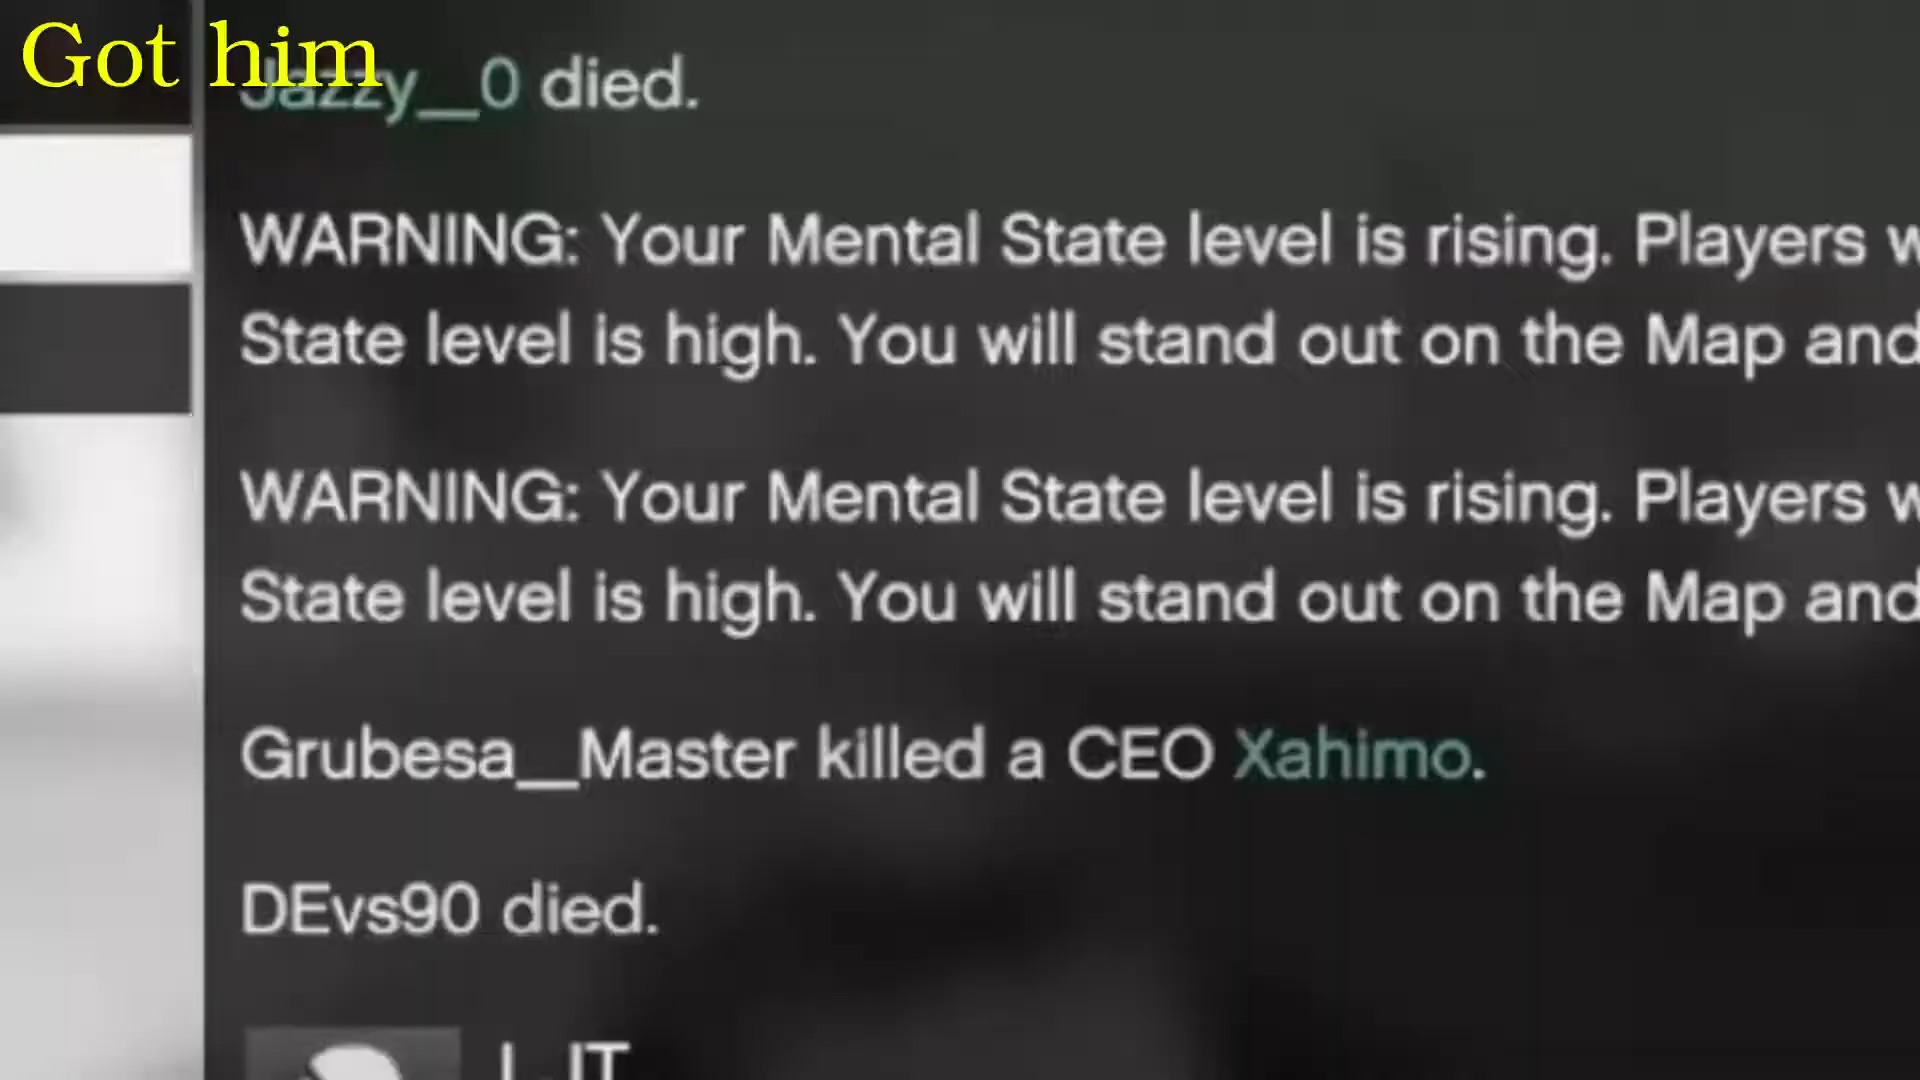 Got him
Jazzy__0 died.
WARNING: Your Mental State level is rising. Players
State level is high. You will stand out on the Map and
WARNING: Your Mental State level is rising. Players
State level is high. You will stand out on the Map and
Grubesa__Master killed a CEO Xahimo.
DEvs90 died.